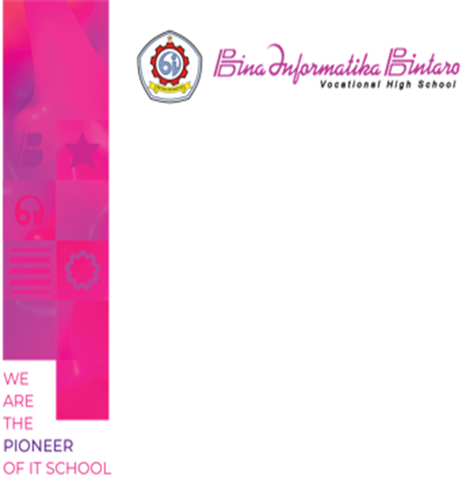 Bina Informatika Bintaro
Vocational High School
WE
ARE
THE
PIONEER
OF IT SCHOOL